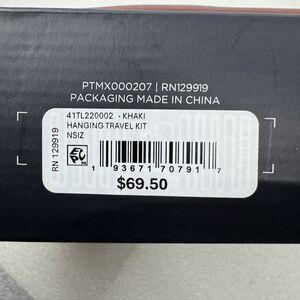 PTMX000207 | RN129919
PACKAGING MADE IN CHINA
41TL220002 - KHAKI
HANGING TRAVEL KIT
NSIZ
RN 129919
1 93671 70791 7
$69.50